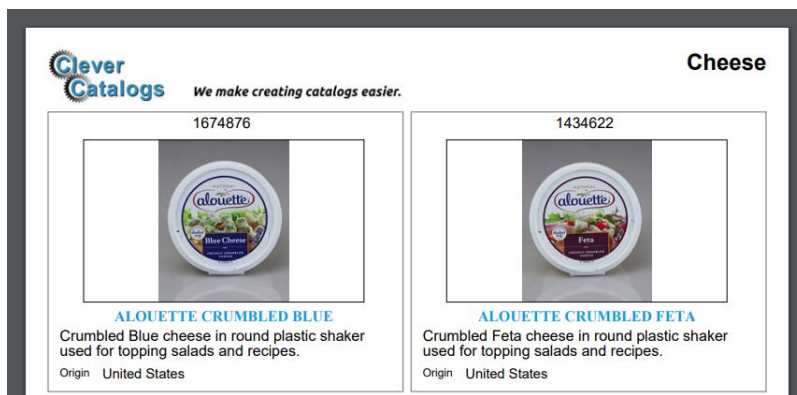 Clever
Catalogs
We make creating catalogs easier.
Cheese
1674876
NATURAL
alouette
Blue Cheese
ALOUETTE CRUMBLED BLUE
Crumbled Blue cheese in round plastic shaker
used for topping salads and recipes.
Origin United States
1434622
NATURAL
alouette
Feta
ALOUETTE CRUMBLED FETA
Crumbled Feta cheese in round plastic shaker
used for topping salads and recipes.
Origin United States